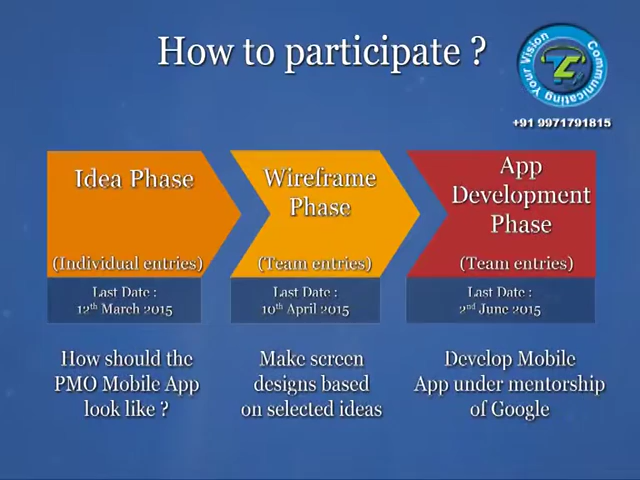 How to participate ?
Communicating Your Vision
TC
+91 9971791815
Idea Phase
(Individual entries)
Last Date :
12th March 2015
How should the
PMO Mobile App
look like ?
Wireframe
Phase
(Team entries)
Last Date :
10th April 2015
Make screen
designs based
on selected ideas
App
Development
Phase
(Team entries)
Last Date :
2nd June 2015
Develop Mobile
App under mentorship
of Google